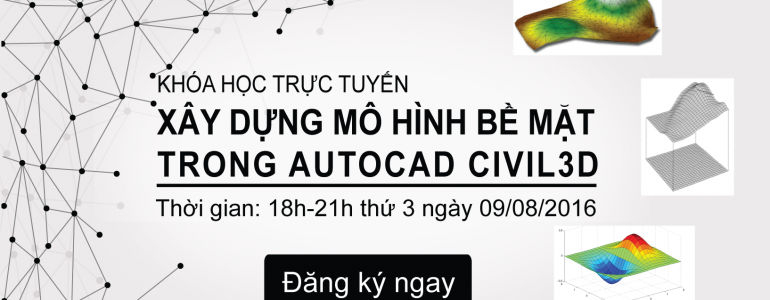 KHÓA HỌC TRỰC TUYẾN
XÂY DỰNG MÔ HÌNH BỀ MẶT
TRONG AUTOCAD CIVIL3D
Thời gian: 18h-21h thứ 3 ngày 09/08/2016
Đăng ký ngay